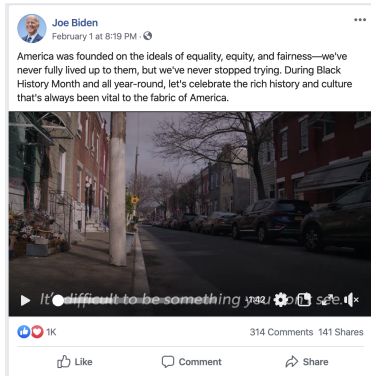 Joe Biden
February 1 at 8:19 PM ·
America was founded on the ideals of equality, equity, and fairness—we've
never fully lived up to them, but we've never stopped trying. During Black
History Month and all year-round, let's celebrate the rich history and culture
that's always been vital to the fabric of America.
It's difficult to be something you don't see.
-1:42
1K
314 Comments 141 Shares
Like Comment Share